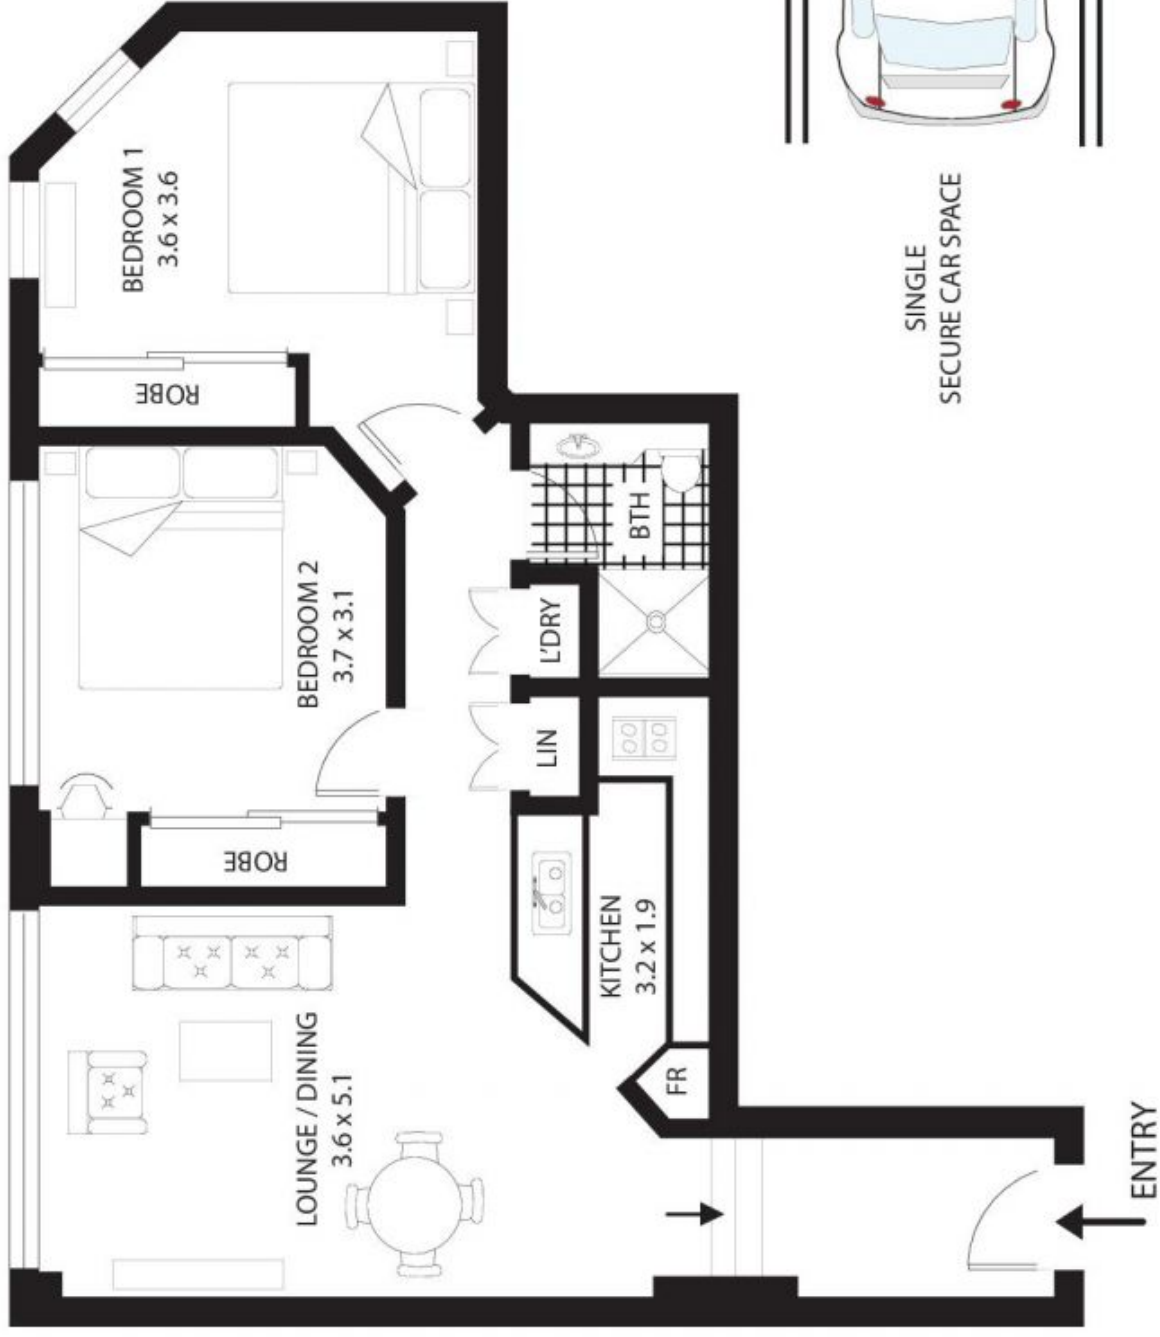 BEDROOM 1
3.6 x 3.6
ROBE
BEDROOM 2
3.7 x 3.1
ROBE
BTH
L'DRY
LIN
KITCHEN
3.2 x 1.9
FR
LOUNGE / DINING
3.6 x 5.1
ENTRY
SINGLE
SECURE CAR SPACE